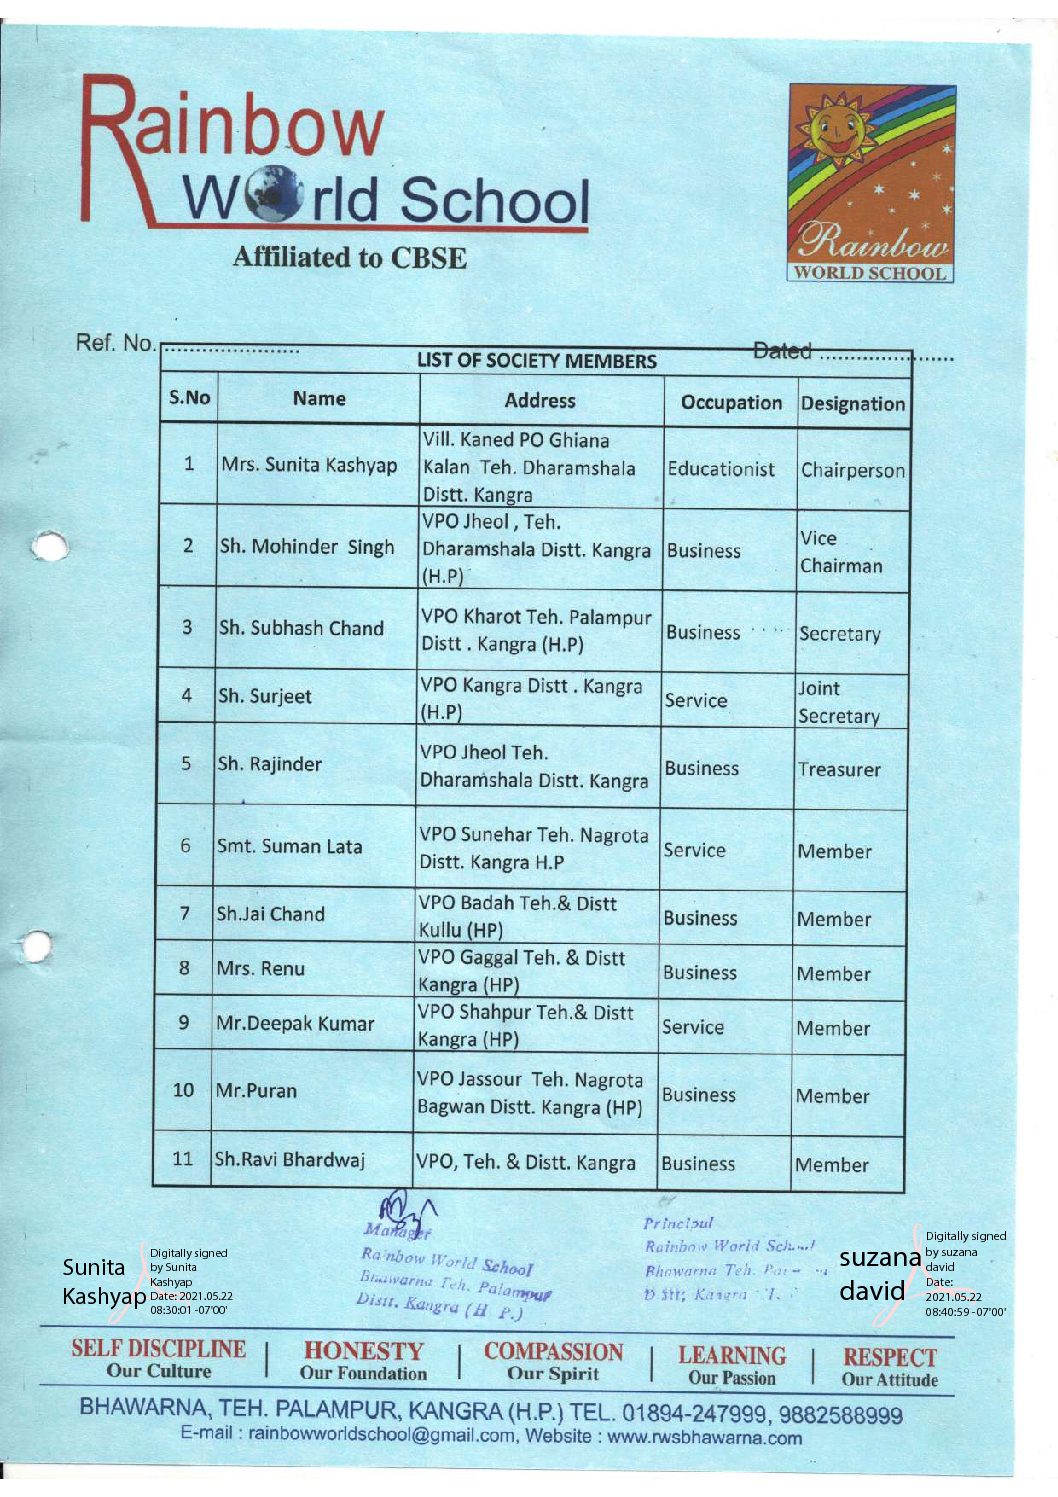 Rainbow
World School
Affiliated to CBSE
Rainbow
WORLD SCHOOL
Ref. No. ........................ Dated ........................
LIST OF SOCIETY MEMBERS
S.No Name Address Occupation Designation
1 Mrs. Sunita Kashyap Vill. Kaned PO Ghiana Kalan Teh. Dharamshala Distt. Kangra Educationist Chairperson
2 Sh. Mohinder Singh VPO Jheol , Teh. Dharamshala Distt. Kangra (H.P) Business Vice Chairman
3 Sh. Subhash Chand VPO Kharot Teh. Palampur Distt . Kangra (H.P) Business Secretary
4 Sh. Surjeet VPO Kangra Distt . Kangra (H.P) Service Joint Secretary
5 Sh. Rajinder VPO Jheol Teh. Dharamshala Distt. Kangra Business Treasurer
6 Smt. Suman Lata VPO Sunehar Teh. Nagrota Distt. Kangra H.P Service Member
7 Sh.Jai Chand VPO Badah Teh.& Distt Kullu (HP) Business Member
8 Mrs. Renu VPO Gaggal Teh. & Distt Kangra (HP) Business Member
9 Mr.Deepak Kumar VPO Shahpur Teh.& Distt Kangra (HP) Service Member
10 Mr.Puran VPO Jassour Teh. Nagrota Bagwan Distt. Kangra (HP) Business Member
11 Sh.Ravi Bhardwaj VPO, Teh. & Distt. Kangra Business Member
Manager
Rainbow World School
Bhawarna Teh. Palampur
Distt. Kangra (H P.)
Principal
Rainbow World School
Bhawarna Teh.
Distt; Kangra
Sunita
Kashyap
Digitally signed
by Sunita
Kashyap
Date: 2021.05.22
08:30:01 -07'00'
suzana
david
Digitally signed
by suzana
david
Date:
2021.05.22
08:40:59 -07'00'
SELF DISCIPLINE | HONESTY | COMPASSION | LEARNING | RESPECT
Our Culture Our Foundation Our Spirit Our Passion Our Attitude
BHAWARNA, TEH. PALAMPUR, KANGRA (H.P.) TEL. 01894-247999, 9882588999
E-mail : rainbowworldschool@gmail.com, Website : www.rwsbhawarna.com